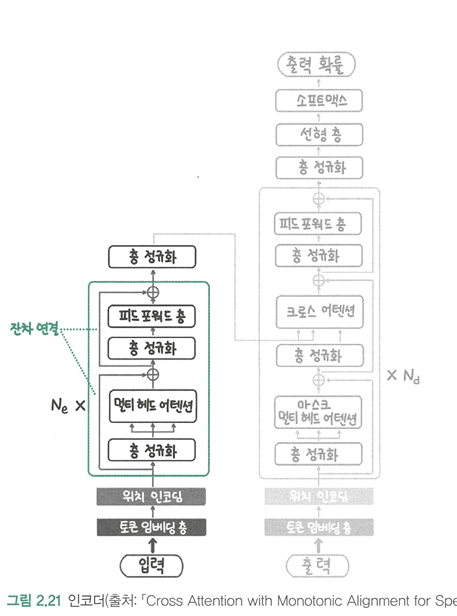 출력 확률
소프트맥스
선형 층
층 정규화
피드 포워드 층
층 정규화
크로스 어텐션
층 정규화
마스크
멀티 헤드 어텐션
층 정규화
× Nd
위치 인코딩
토큰 임베딩 층
출력
층 정규화
잔차 연결
피드 포워드 층
층 정규화
Ne ×
멀티 헤드 어텐션
층 정규화
위치 인코딩
토큰 임베딩 층
입력
그림 2.21 인코더(출처: 「Cross Attention with Monotonic Alignment for Spe